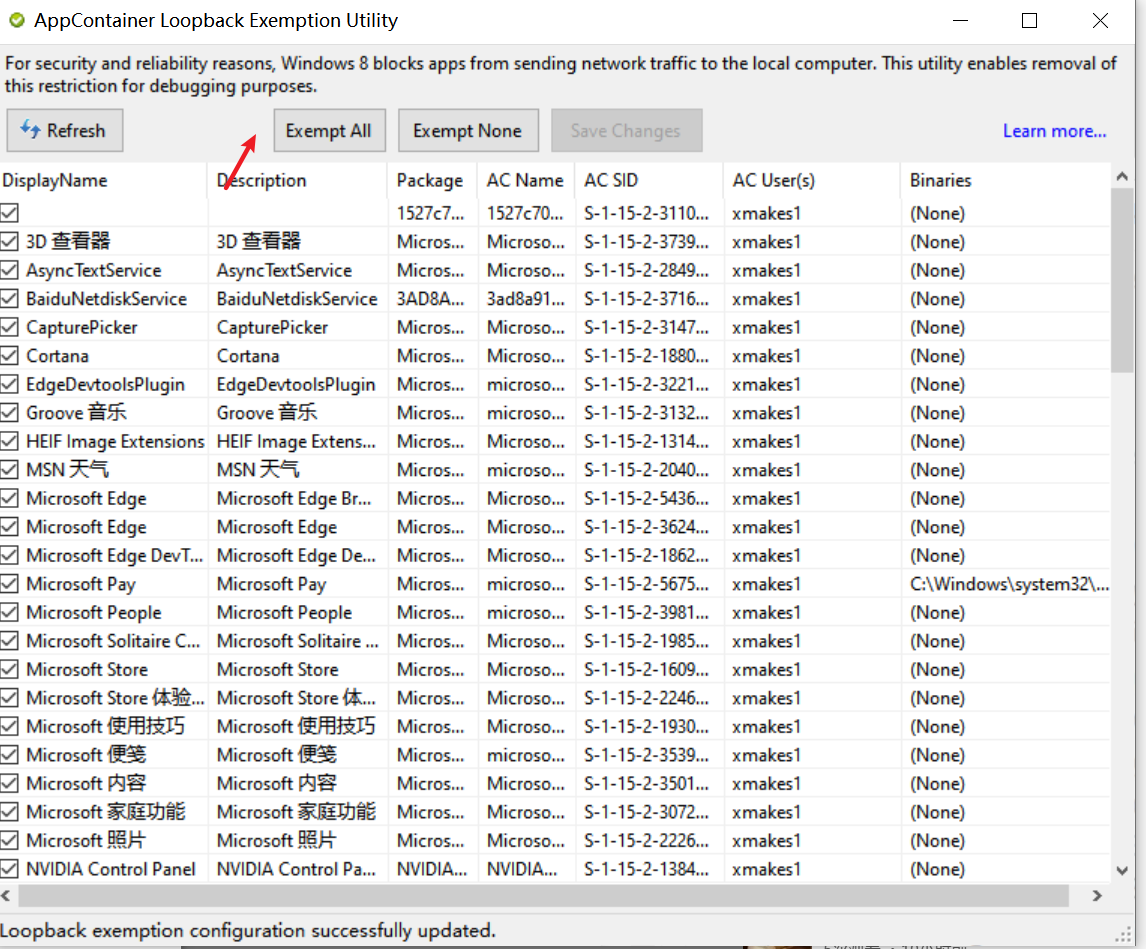 AppContainer Loopback Exemption Utility
For security and reliability reasons, Windows 8 blocks apps from sending network traffic to the local computer. This utility enables removal of
this restriction for debugging purposes.
Refresh Exempt All Exempt None Save Changes Learn more...
DisplayName Description Package AC Name AC SID AC User(s) Binaries
1527c7... 1527c70... S-1-15-2-3110... xmakes1 (None)
3D 查看器 3D 查看器 Micros... Microso... S-1-15-2-3739... xmakes1 (None)
AsyncTextService AsyncTextService Micros... Microso... S-1-15-2-2849... xmakes1 (None)
BaiduNetdiskService BaiduNetdiskService 3AD8A... 3ad8a91... S-1-15-2-3716... xmakes1 (None)
CapturePicker CapturePicker Micros... Microso... S-1-15-2-3147... xmakes1 (None)
Cortana Cortana Micros... Microso... S-1-15-2-1880... xmakes1 (None)
EdgeDevtoolsPlugin EdgeDevtoolsPlugin Micros... microso... S-1-15-2-3221... xmakes1 (None)
Groove 音乐 Groove 音乐 Micros... microso... S-1-15-2-3132... xmakes1 (None)
HEIF Image Extensions HEIF Image Extens... Micros... Microso... S-1-15-2-1314... xmakes1 (None)
MSN 天气 MSN 天气 Micros... microso... S-1-15-2-2040... xmakes1 (None)
Microsoft Edge Microsoft Edge Br... Micros... microso... S-1-15-2-5436... xmakes1 (None)
Microsoft Edge Microsoft Edge Micros... microso... S-1-15-2-3624... xmakes1 (None)
Microsoft Edge DevT... Microsoft Edge De... Micros... Microso... S-1-15-2-1862... xmakes1 (None)
Microsoft Pay Microsoft Pay Micros... microso... S-1-15-2-5675... xmakes1 C:\Windows\system32\...
Microsoft People Microsoft People Micros... microso... S-1-15-2-3981... xmakes1 (None)
Microsoft Solitaire C... Microsoft Solitaire ... Micros... microso... S-1-15-2-1985... xmakes1 (None)
Microsoft Store Microsoft Store Micros... microso... S-1-15-2-1609... xmakes1 (None)
Microsoft Store 体验... Microsoft Store 体... Micros... microso... S-1-15-2-2246... xmakes1 (None)
Microsoft 使用技巧 Microsoft 使用技巧 Micros... microso... S-1-15-2-1930... xmakes1 (None)
Microsoft 便笺 Microsoft 便笺 Micros... microso... S-1-15-2-3539... xmakes1 (None)
Microsoft 内容 Microsoft 内容 Micros... microso... S-1-15-2-3501... xmakes1 (None)
Microsoft 家庭功能 Microsoft 家庭功能 Micros... microso... S-1-15-2-3072... xmakes1 (None)
Microsoft 照片 Microsoft 照片 Micros... microso... S-1-15-2-2226... xmakes1 (None)
NVIDIA Control Panel NVIDIA Control Pa... NVIDIA... NVIDIA... S-1-15-2-1384... xmakes1 (None)
Loopback exemption configuration successfully updated.